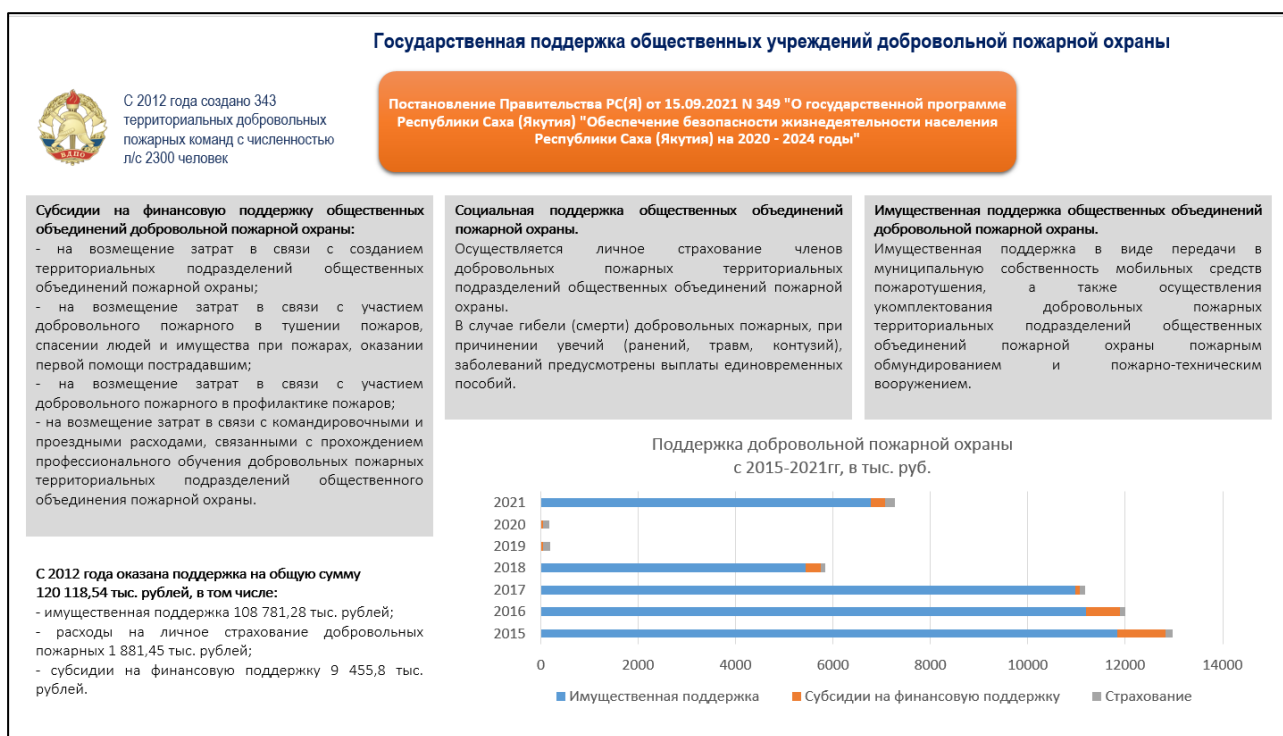 Государственная поддержка общественных учреждений добровольной пожарной охраны
ВДПО
С 2012 года создано 343
территориальных добровольных
пожарных команд с численностью
л/с 2300 человек
Постановление Правительства РС(Я) от 15.09.2021 N 349 "О государственной программе
Республики Саха (Якутия) "Обеспечение безопасности жизнедеятельности населения
Республики Саха (Якутия) на 2020 - 2024 годы"
Субсидии на финансовую поддержку общественных
объединений добровольной пожарной охраны:
- на возмещение затрат в связи с созданием
территориальных подразделений общественных
объединений пожарной охраны;
- на возмещение затрат в связи с участием
добровольного пожарного в тушении пожаров,
спасении людей и имущества при пожарах, оказании
первой помощи пострадавшим;
- на возмещение затрат в связи с участием
добровольного пожарного в профилактике пожаров;
- на возмещение затрат в связи с командировочными и
проездными расходами, связанными с прохождением
профессионального обучения добровольных пожарных
территориальных подразделений общественного
объединения пожарной охраны.
Социальная поддержка общественных объединений
пожарной охраны.
Осуществляется личное страхование членов
добровольных пожарных территориальных
подразделений общественных объединений пожарной
охраны.
В случае гибели (смерти) добровольных пожарных, при
причинении увечий (ранений, травм, контузий),
заболеваний предусмотрены выплаты единовременных
пособий.
Имущественная поддержка общественных объединений
добровольной пожарной охраны.
Имущественная поддержка в виде передачи в
муниципальную собственность мобильных средств
пожаротушения, а также осуществления
укомплектования добровольных пожарных
территориальных подразделений общественных
объединений пожарной охраны пожарным
обмундированием и пожарно-техническим
вооружением.
С 2012 года оказана поддержка на общую сумму
120 118,54 тыс. рублей, в том числе:
- имущественная поддержка 108 781,28 тыс. рублей;
- расходы на личное страхование добровольных
пожарных 1 881,45 тыс. рублей;
- субсидии на финансовую поддержку 9 455,8 тыс.
рублей.
Поддержка добровольной пожарной охраны
с 2015-2021гг, в тыс. руб.
2021
2020
2019
2018
2017
2016
2015
0 2000 4000 6000 8000 10000 12000 14000
Имущественная поддержка Субсидии на финансовую поддержку Страхование